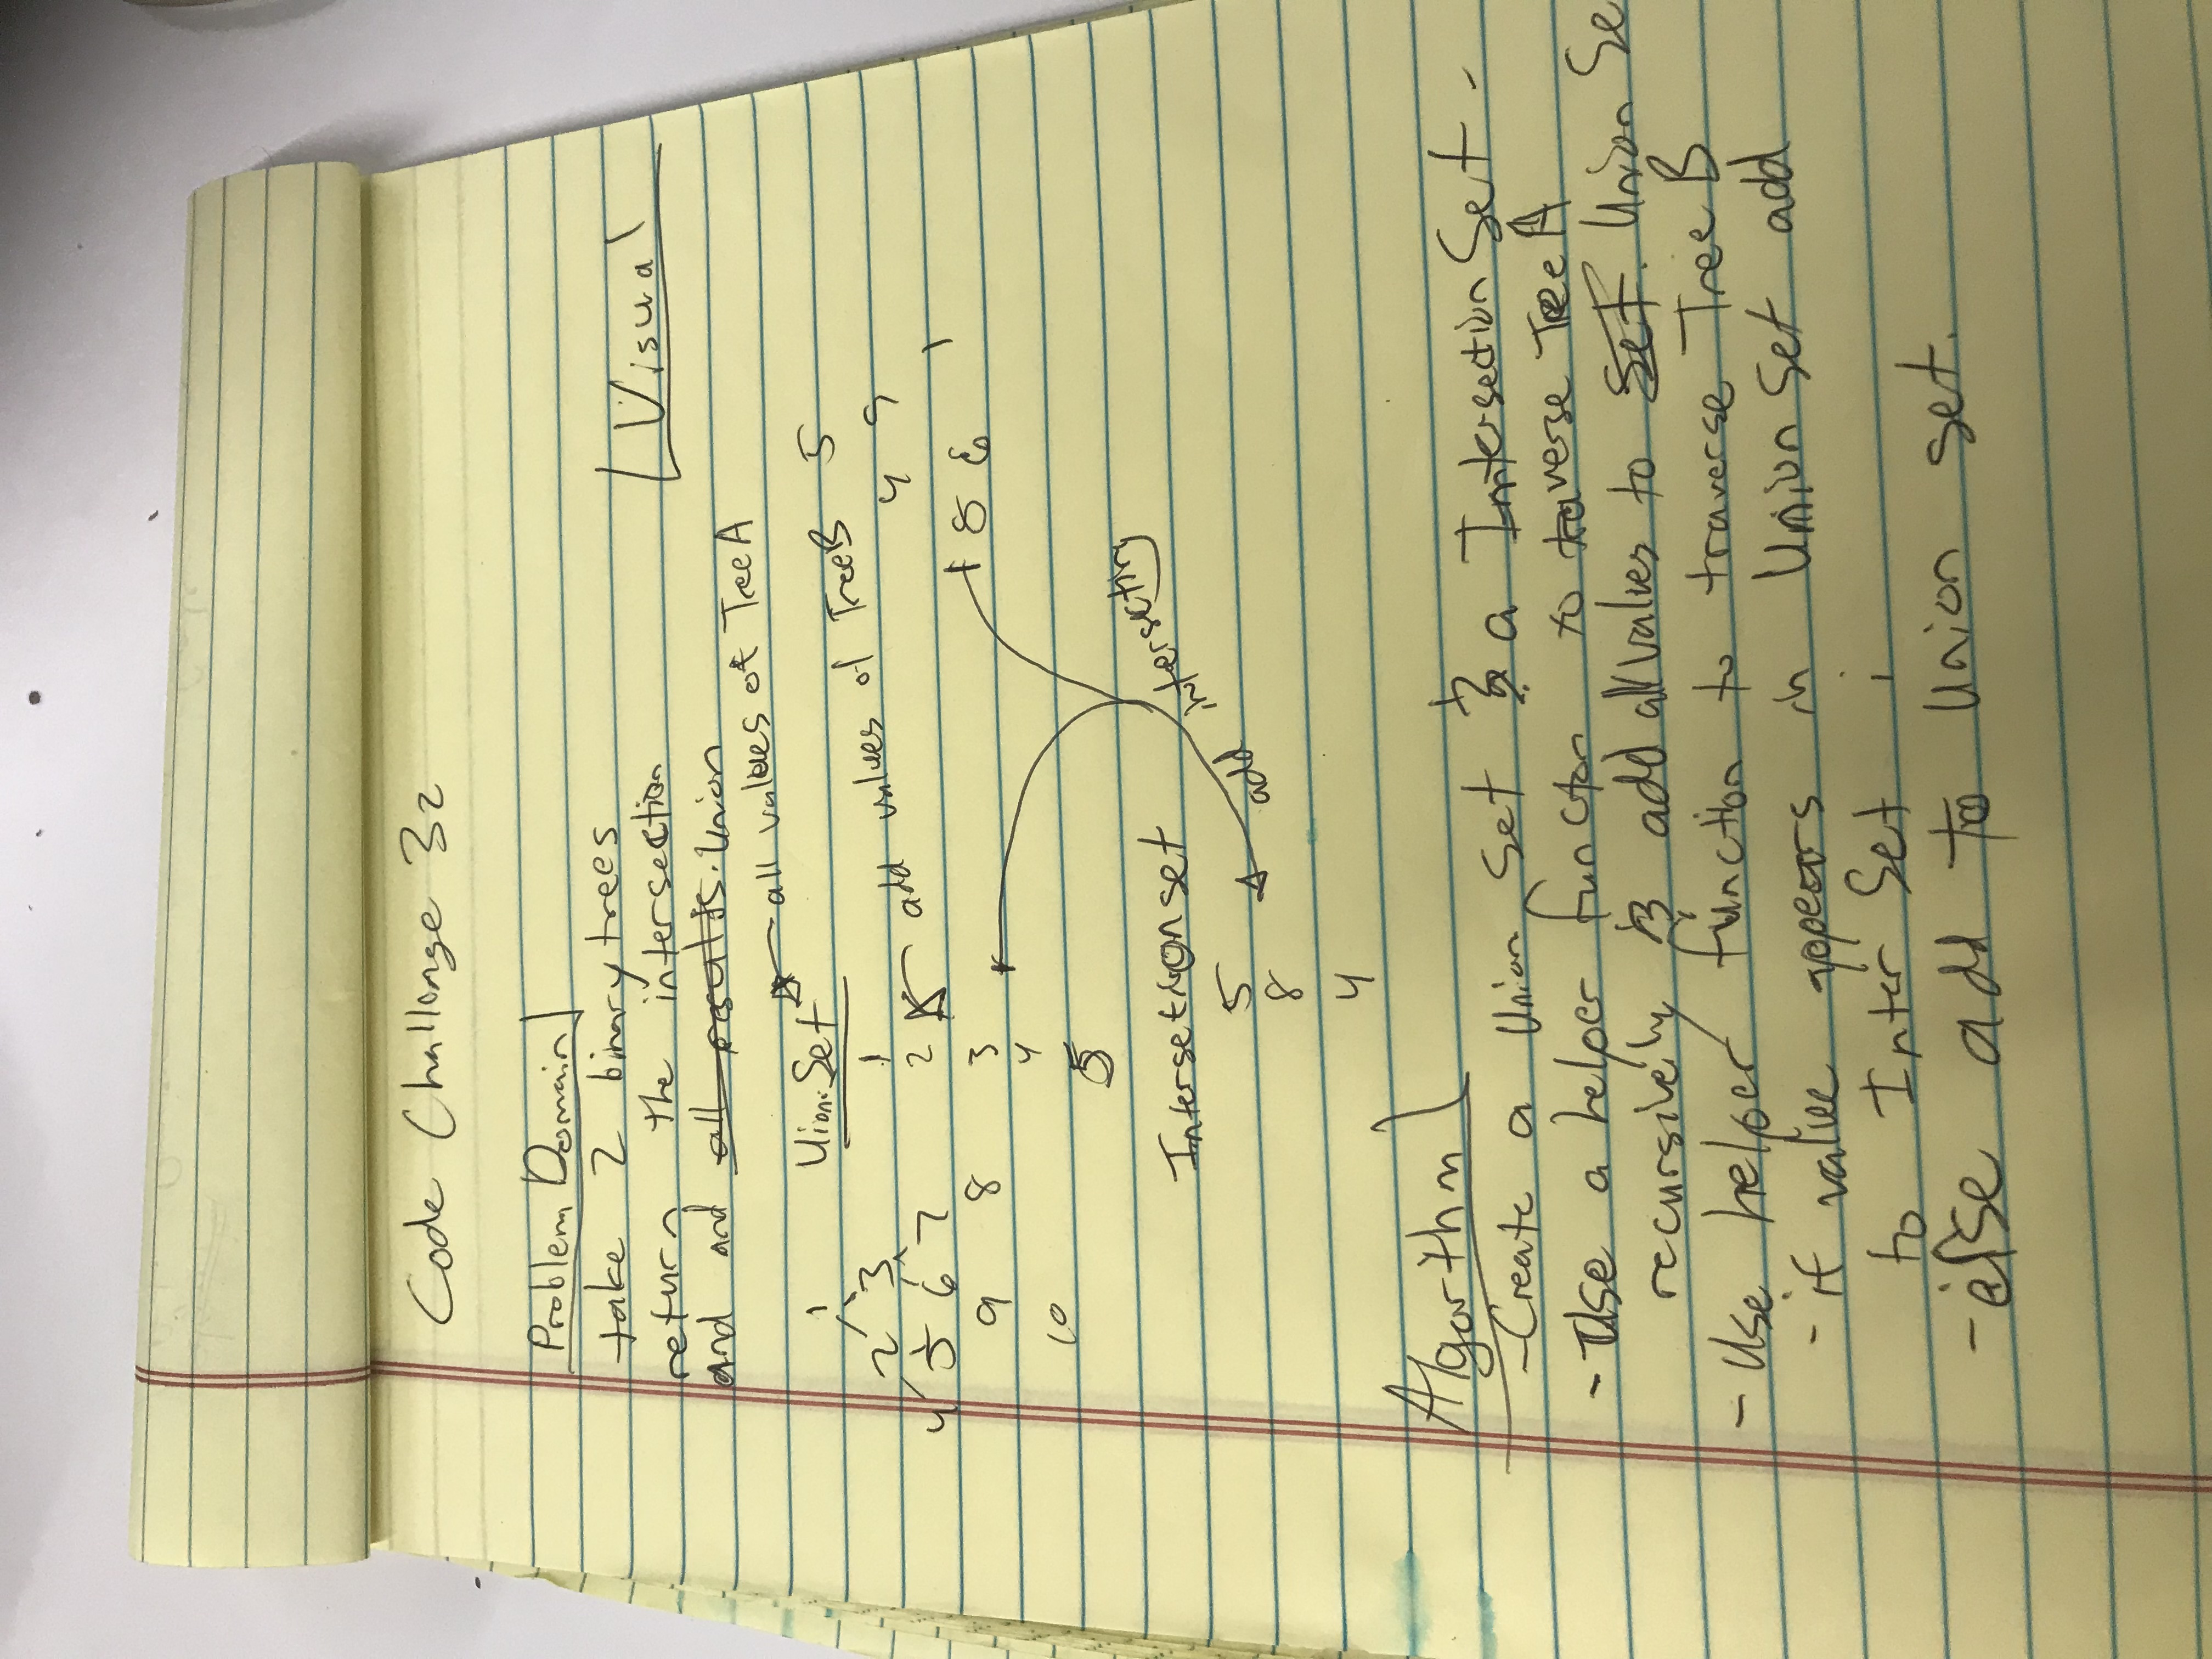 Code Challenge 32
Problem Domain
take 2 binary trees
return the intersection
and and all results. Union
Visual
all values of Tree A
Uion Set
add values of Tree B
1
2 3
4 5 6 7
9 8
10
1
2
3
4
5
5
4 9
8 6 1
Intersection set
5
8
4
add intersecting
Algorthm
- Create a Union Set & a Intersection Set -
- Use a helper functon to traverse Tree A
recursively & add all values to Set. Union Se
- Use helper function to traverse Tree B
- if value appears in Union Set add
to Inter Set
- else add to Union set.